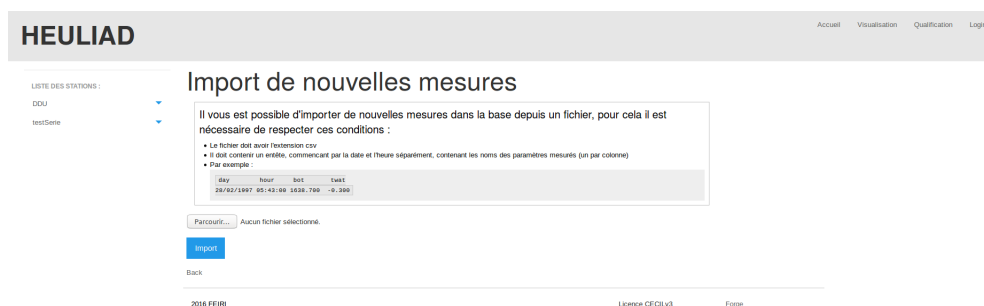 HEULIAD
Accueil Visualisation Qualification Login
LISTE DES STATIONS :
DDU
testSerie
Import de nouvelles mesures
Il vous est possible d'importer de nouvelles mesures dans la base depuis un fichier, pour cela il est
nécessaire de respecter ces conditions :
Le fichier doit avoir l'extension csv
Il doit contenir un entête, commencant par la date et l'heure séparément, contenant les noms des paramètres mesurés (un par colonne)
Par exemple :
day hour bot twat
28/02/1997 05:43:00 1638.700 -0.300
Parcourir... Aucun fichier sélectionné.
Import
Back
2016 FEIRI Licence CECILv3 Forge